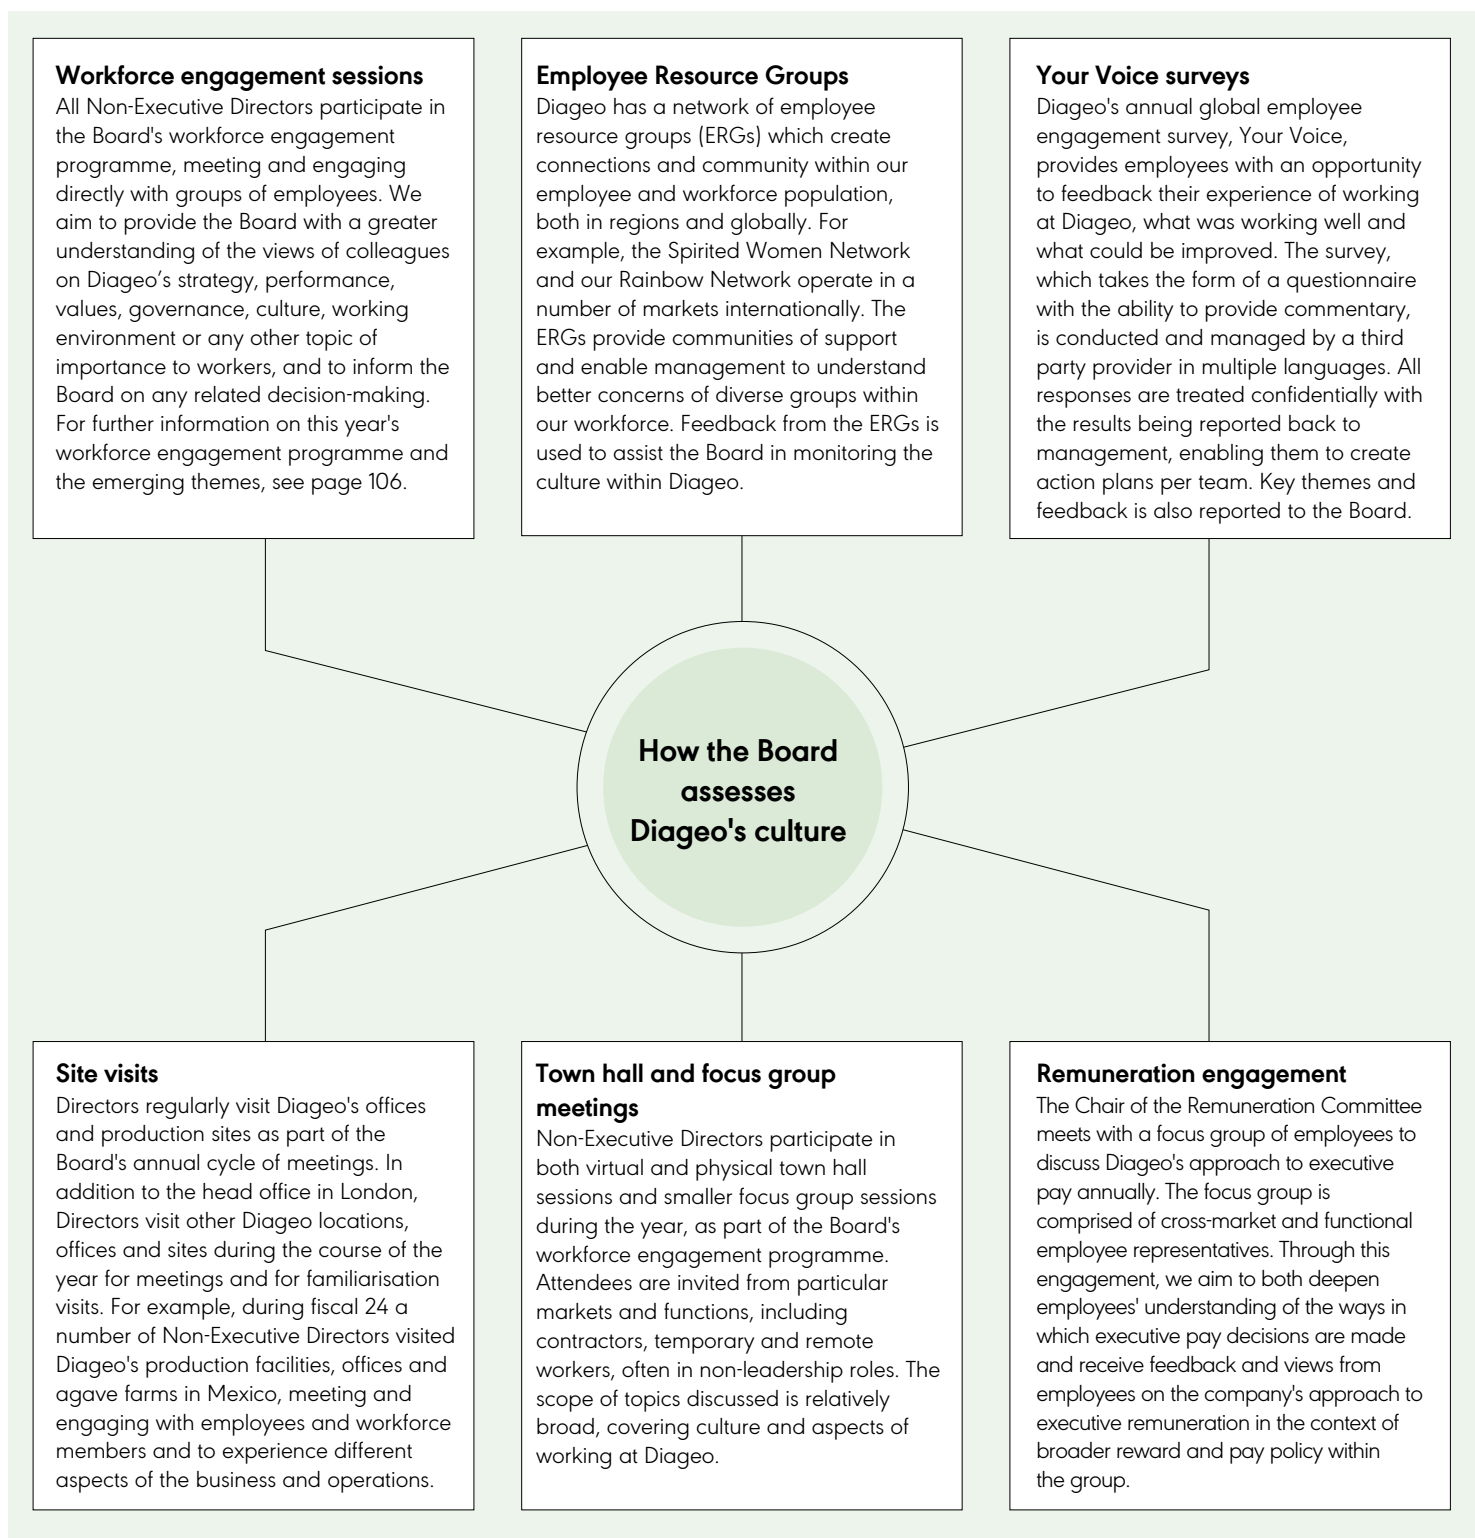 Workforce engagement sessions
All Non-Executive Directors participate in
the Board's workforce engagement
programme, meeting and engaging
directly with groups of employees. We
aim to provide the Board with a greater
understanding of the views of colleagues
on Diageo’s strategy, performance,
values, governance, culture, working
environment or any other topic of
importance to workers, and to inform the
Board on any related decision-making.
For further information on this year's
workforce engagement programme and
the emerging themes, see page 106.
Employee Resource Groups
Diageo has a network of employee
resource groups (ERGs) which create
connections and community within our
employee and workforce population,
both in regions and globally. For
example, the Spirited Women Network
and our Rainbow Network operate in a
number of markets internationally. The
ERGs provide communities of support
and enable management to understand
better concerns of diverse groups within
our workforce. Feedback from the ERGs is
used to assist the Board in monitoring the
culture within Diageo.
Your Voice surveys
Diageo's annual global employee
engagement survey, Your Voice,
provides employees with an opportunity
to feedback their experience of working
at Diageo, what was working well and
what could be improved. The survey,
which takes the form of a questionnaire
with the ability to provide commentary,
is conducted and managed by a third
party provider in multiple languages. All
responses are treated confidentially with
the results being reported back to
management, enabling them to create
action plans per team. Key themes and
feedback is also reported to the Board.
How the Board
assesses
Diageo's culture
Site visits
Directors regularly visit Diageo's offices
and production sites as part of the
Board's annual cycle of meetings. In
addition to the head office in London,
Directors visit other Diageo locations,
offices and sites during the course of the
year for meetings and for familiarisation
visits. For example, during fiscal 24 a
number of Non-Executive Directors visited
Diageo's production facilities, offices and
agave farms in Mexico, meeting and
engaging with employees and workforce
members and to experience different
aspects of the business and operations.
Town hall and focus group
meetings
Non-Executive Directors participate in
both virtual and physical town hall
sessions and smaller focus group sessions
during the year, as part of the Board's
workforce engagement programme.
Attendees are invited from particular
markets and functions, including
contractors, temporary and remote
workers, often in non-leadership roles. The
scope of topics discussed is relatively
broad, covering culture and aspects of
working at Diageo.
Remuneration engagement
The Chair of the Remuneration Committee
meets with a focus group of employees to
discuss Diageo's approach to executive
pay annually. The focus group is
comprised of cross-market and functional
employee representatives. Through this
engagement, we aim to both deepen
employees' understanding of the ways in
which executive pay decisions are made
and receive feedback and views from
employees on the company's approach to
executive remuneration in the context of
broader reward and pay policy within
the group.